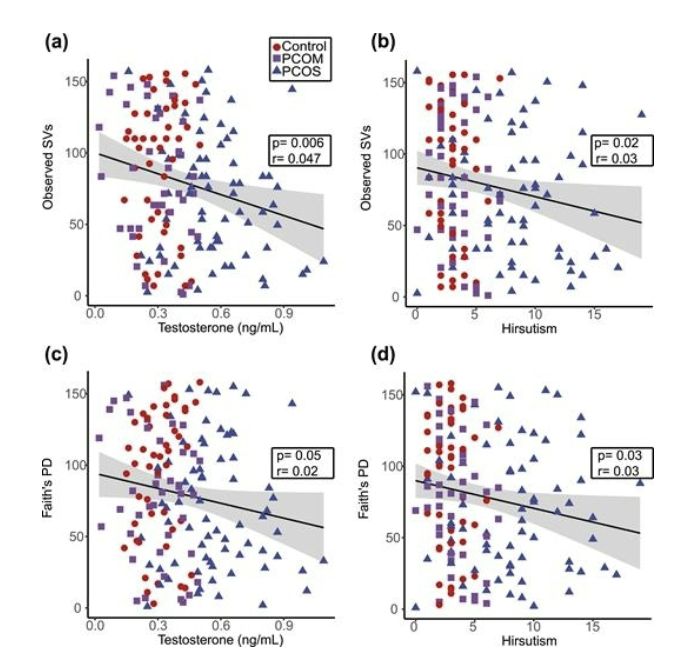 (a)
Control
PCOM
PCOS
150
100
50
0
Observed SVs
p= 0.006
r= 0.047
0.0 0.3 0.6 0.9
Testosterone (ng/mL)
(b)
150
100
50
0
Observed SVs
p= 0.02
r= 0.03
0 5 10 15
Hirsutism
(c)
150
100
50
0
Faith's PD
p= 0.05
r= 0.02
0.0 0.3 0.6 0.9
Testosterone (ng/mL)
(d)
150
100
50
0
Faith's PD
p= 0.03
r= 0.03
0 5 10 15
Hirsutism